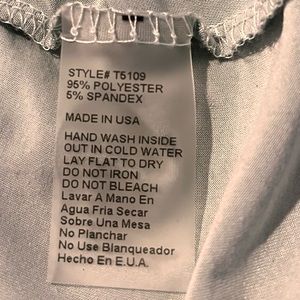 STYLE# T5109
95% POLYESTER
5% SPANDEX
MADE IN USA
HAND WASH INSIDE
OUT IN COLD WATER
LAY FLAT TO DRY
DO NOT IRON
DO NOT BLEACH
Lavar A Mano En
Agua Fria Secar
Sobre Una Mesa
No Planchar
No Use Blanqueador
Hecho En E.U.A.